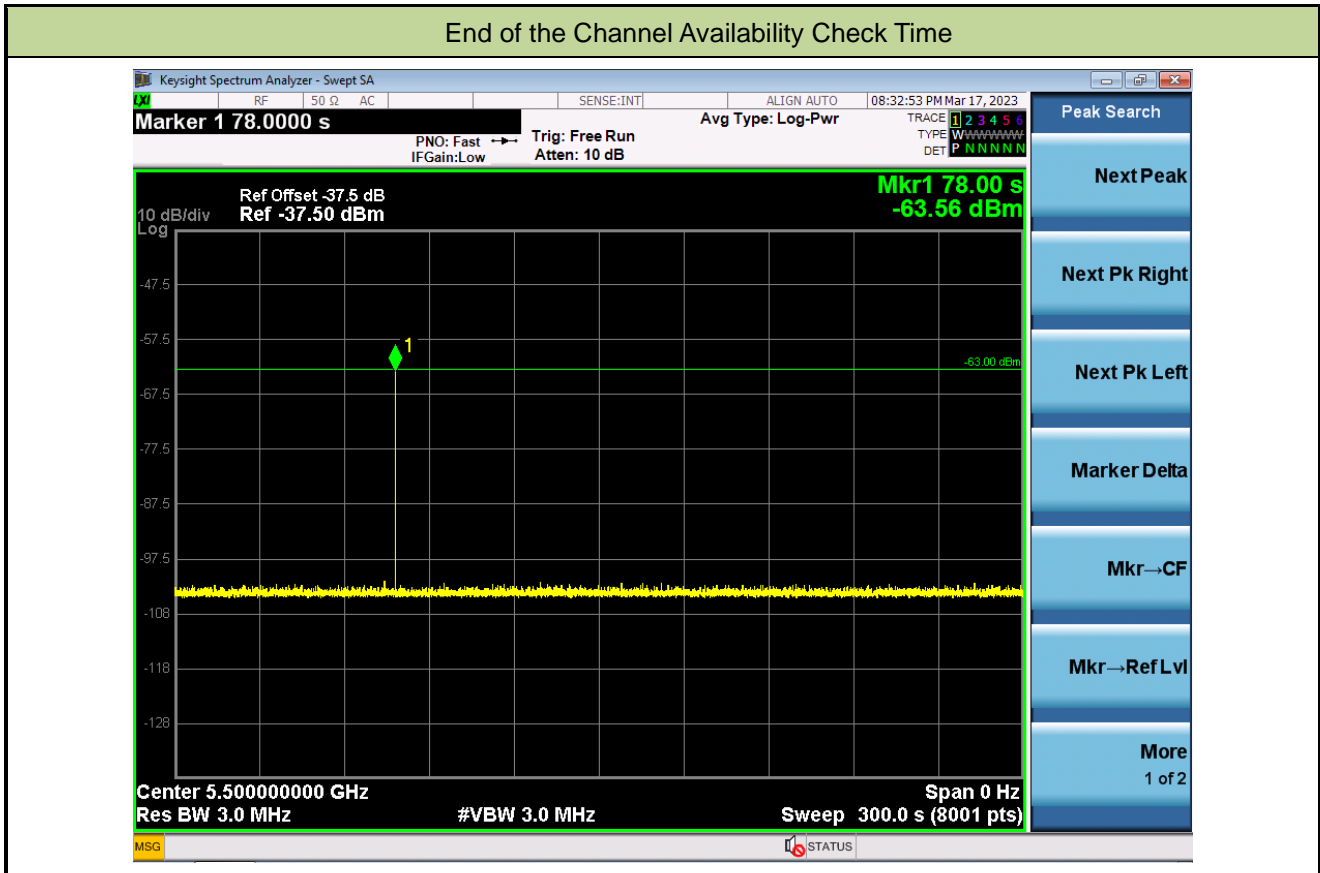 End of the Channel Availability Check Time
Keysight Spectrum Analyzer - Swept SA
LXI RF 50 Ω AC SENSE:INT ALIGN AUTO 08:32:53 PM Mar 17, 2023
Marker 1 78.0000 s
PNO: Fast
IFGain:Low
Trig: Free Run
Atten: 10 dB
Avg Type: Log-Pwr
TRACE 1 2 3 4 5 6
TYPE WWWWWW
DET P N N N N N
Peak Search
Next Peak
Next Pk Right
Next Pk Left
Marker Delta
Mkr→CF
Mkr→Ref Lvl
More
1 of 2
Mkr1 78.00 s
-63.56 dBm
Ref Offset -37.5 dB
10 dB/div Ref -37.50 dBm
Log
-47.5
-57.5
1
-63.00 dBm
-67.5
-77.5
-87.5
-97.5
-108
-118
-128
Center 5.500000000 GHz Span 0 Hz
Res BW 3.0 MHz #VBW 3.0 MHz Sweep 300.0 s (8001 pts)
MSG STATUS